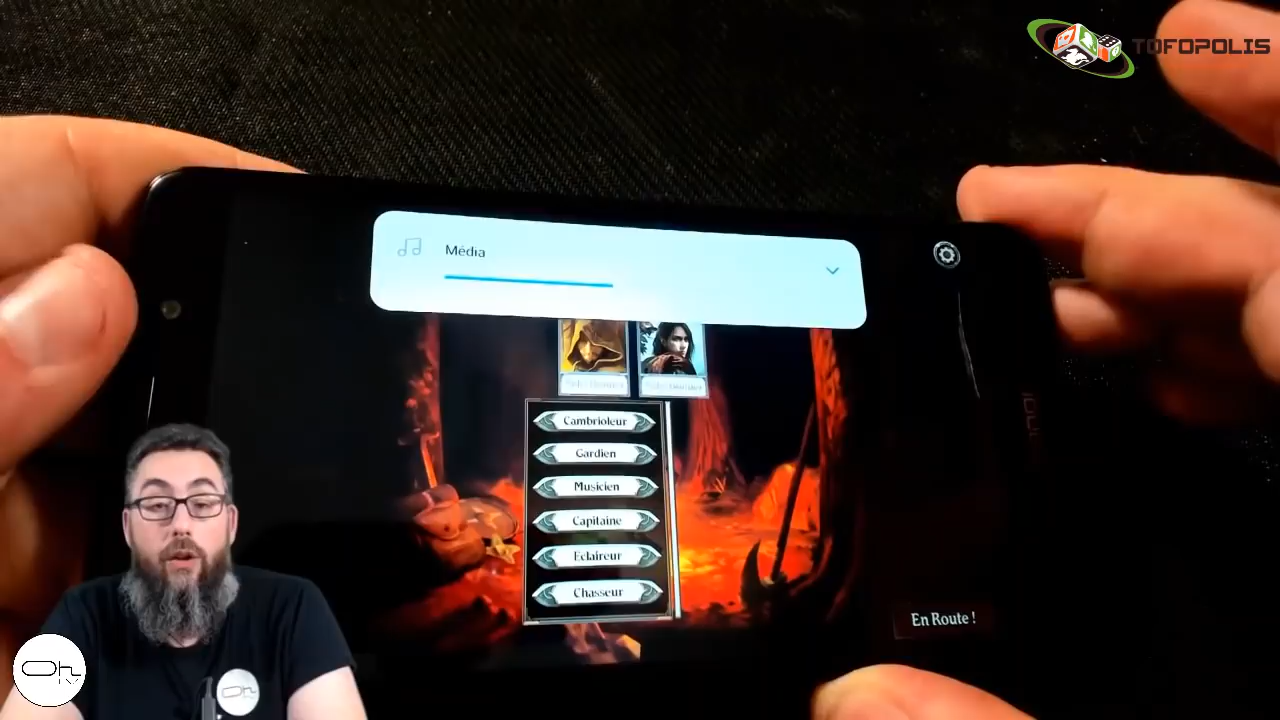 TOFOPOLIS
Média
Cambrioleur
Gardien
Musicien
Capitaine
Eclaireur
Chasseur
En Route !